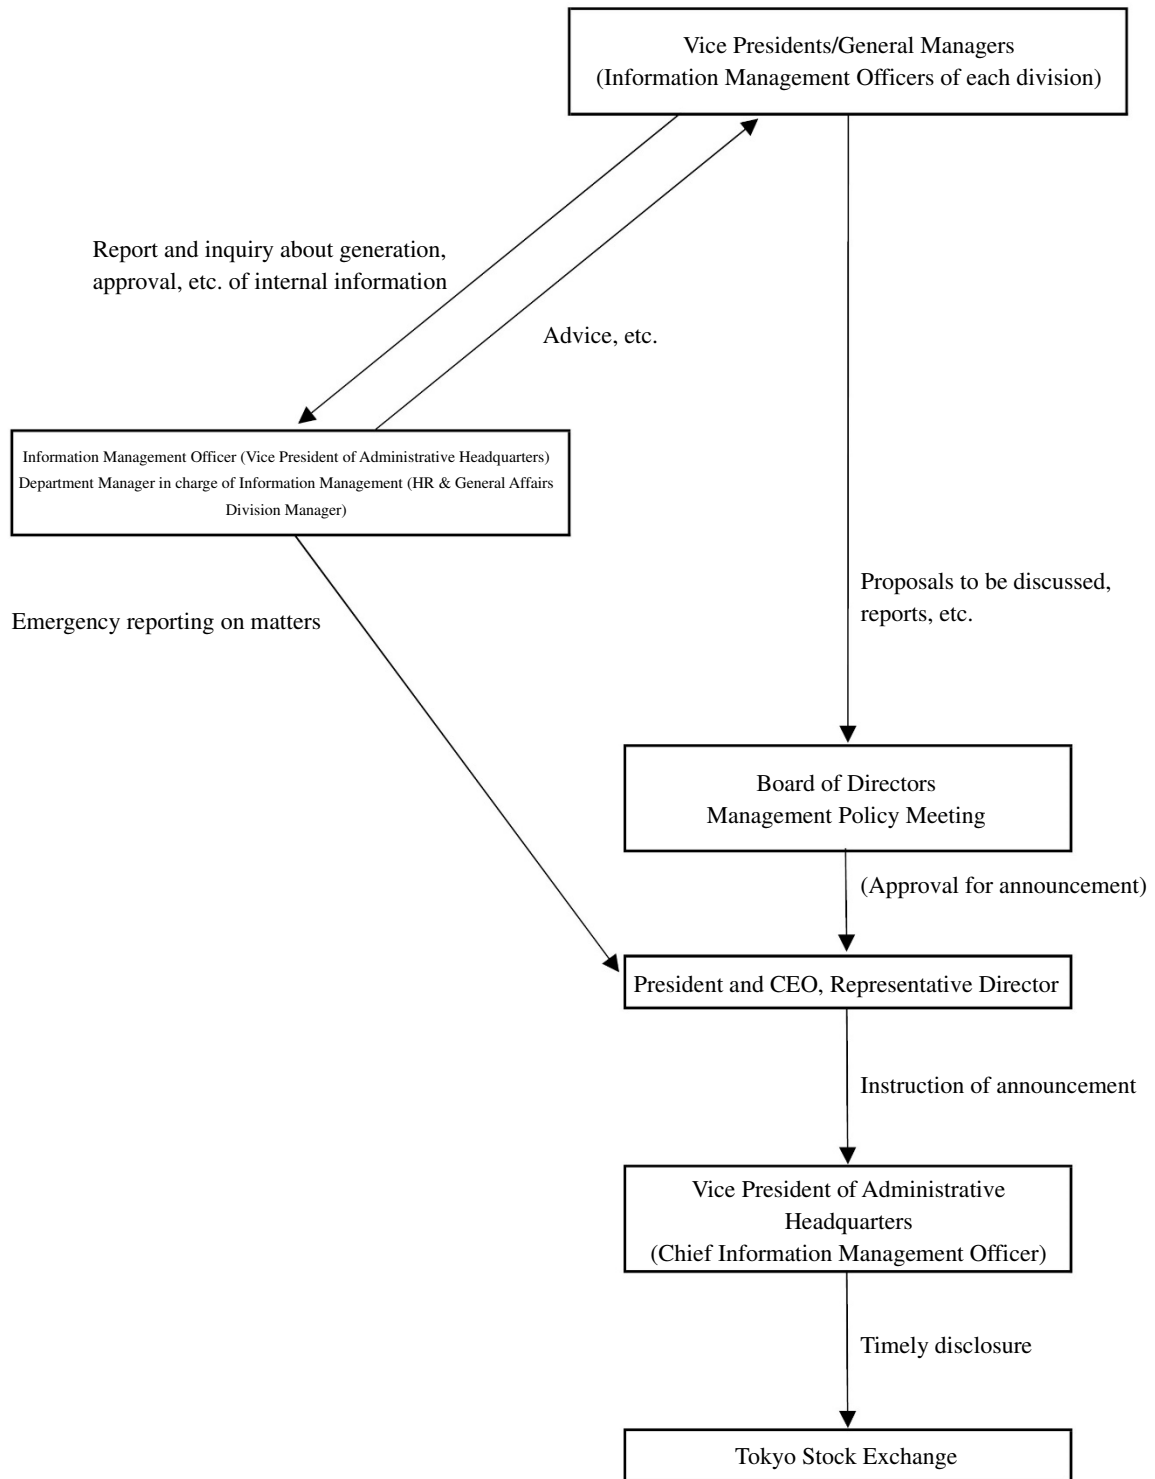 Vice Presidents/General Managers
(Information Management Officers of each division)
Report and inquiry about generation,
approval, etc. of internal information
Advice, etc.
Information Management Officer (Vice President of Administrative Headquarters)
Department Manager in charge of Information Management (HR & General Affairs
Division Manager)
Emergency reporting on matters
Proposals to be discussed,
reports, etc.
Board of Directors
Management Policy Meeting
(Approval for announcement)
President and CEO, Representative Director
Instruction of announcement
Vice President of Administrative
Headquarters
(Chief Information Management Officer)
Timely disclosure
Tokyo Stock Exchange